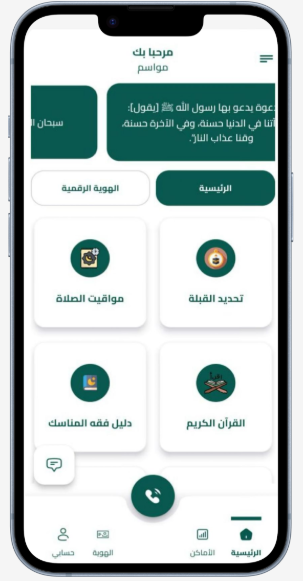 مرحبا بك
مواسم
دعوة يدعو بها رسول الله ﷺ [يقول]:
آتنا في الدنيا حسنة، وفي الآخرة حسنة،
وقنا عذاب النار".
سبحان
الرئيسية
الهوية الرقمية
تحديد القبلة
مواقيت الصلاة
القرآن الكريم
دليل فقه المناسك
الرئيسية
الأماكن
الهوية
حسابي